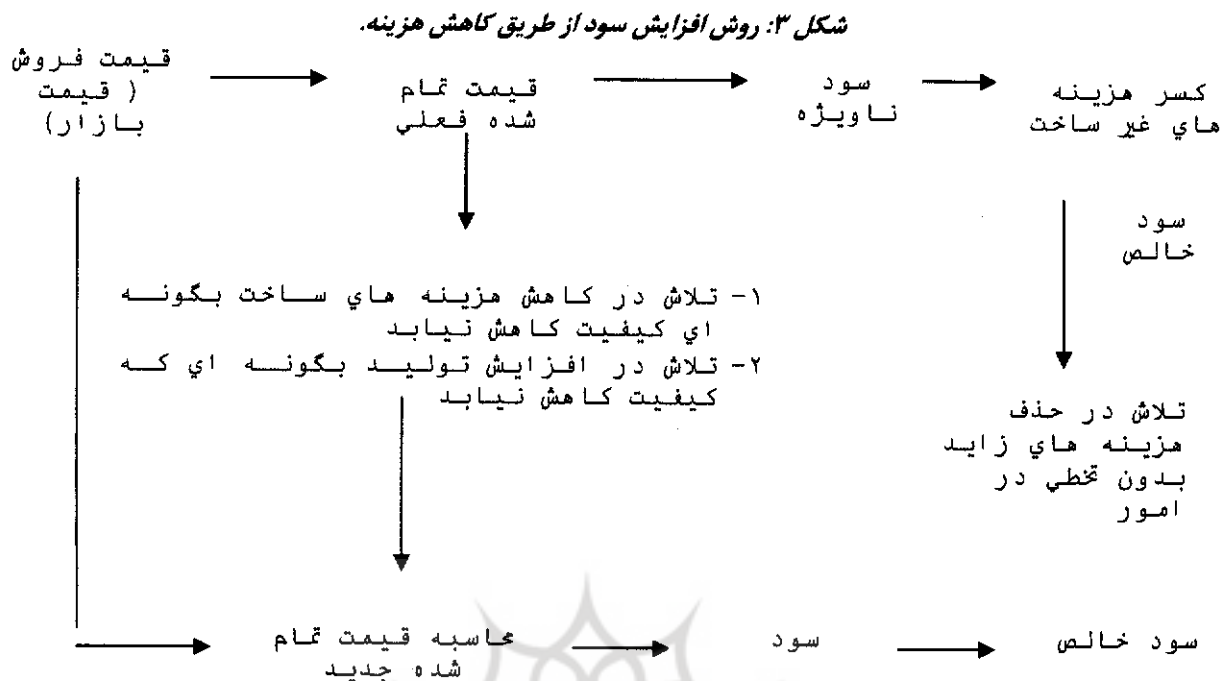 شکل ۳: روش افزایش سود از طریق کاهش هزینه.
قیمت فروش
( قیمت
بازار)
قیمت تمام
شده فعلي
سود
ناویژه
کسر هزینه
هاي غیر ساخت
سود
خالص
۱- تلاش در کاهش هزینه هاي ساخت بگونه
اي کیفیت کاهش نیابد
۲- تلاش در افزایش تولید بگونه اي که
کیفیت کاهش نیابد
تلاش در حذف
هزینه هاي زاید
بدون تخطي در
امور
محاسبه قیمت تمام
شده جدید
سود
سود خالص